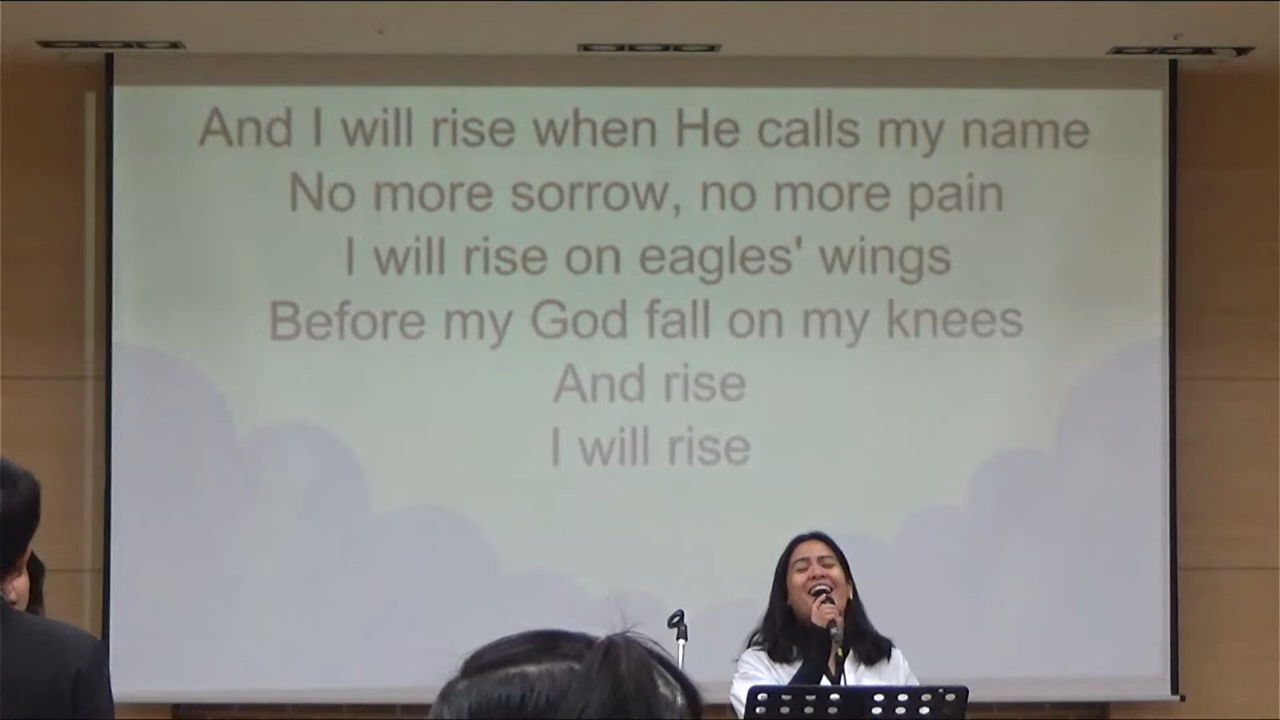 And I will rise when He calls my name
No more sorrow, no more pain
I will rise on eagles' wings
Before my God fall on my knees
And rise
I will rise